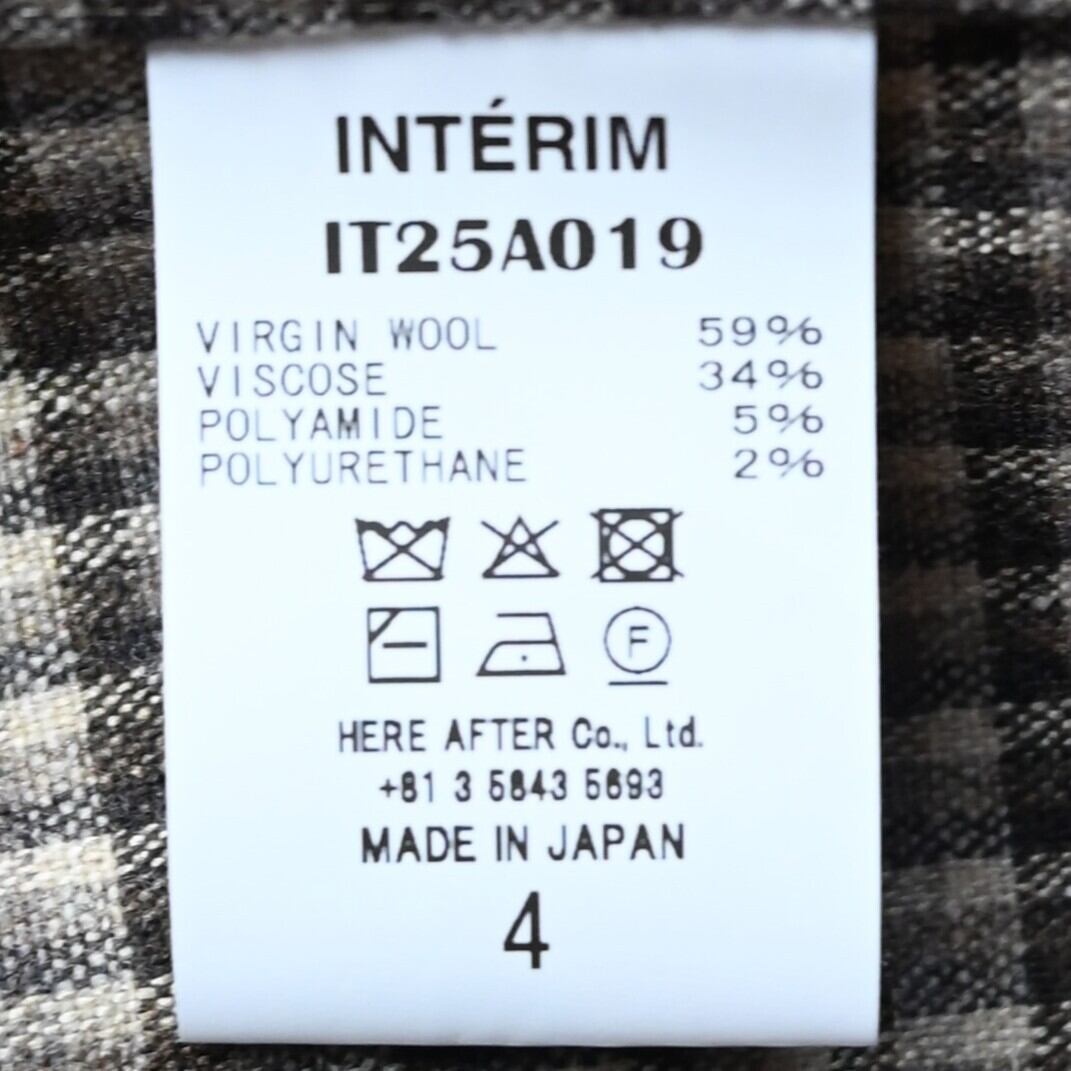 INTÉRIM
IT25A019
VIRGIN WOOL 59%
VISCOSE 34%
POLYAMIDE 5%
POLYURETHANE 2%
F
HERE AFTER Co., Ltd.
+81 3 5843 5693
MADE IN JAPAN
4